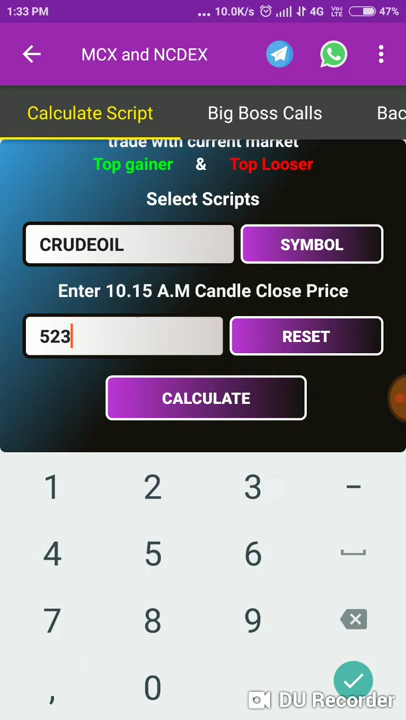 1:33 PM ... 10.0K/s 4G 47%
MCX and NCDEX
Calculate Script Big Boss Calls Bac
trade with current market
Top gainer & Top Looser
Select Scripts
CRUDEOIL SYMBOL
Enter 10.15 A.M Candle Close Price
523 RESET
CALCULATE
1 2 3 -
4 5 6
7 8 9
, 0
DU Recorder